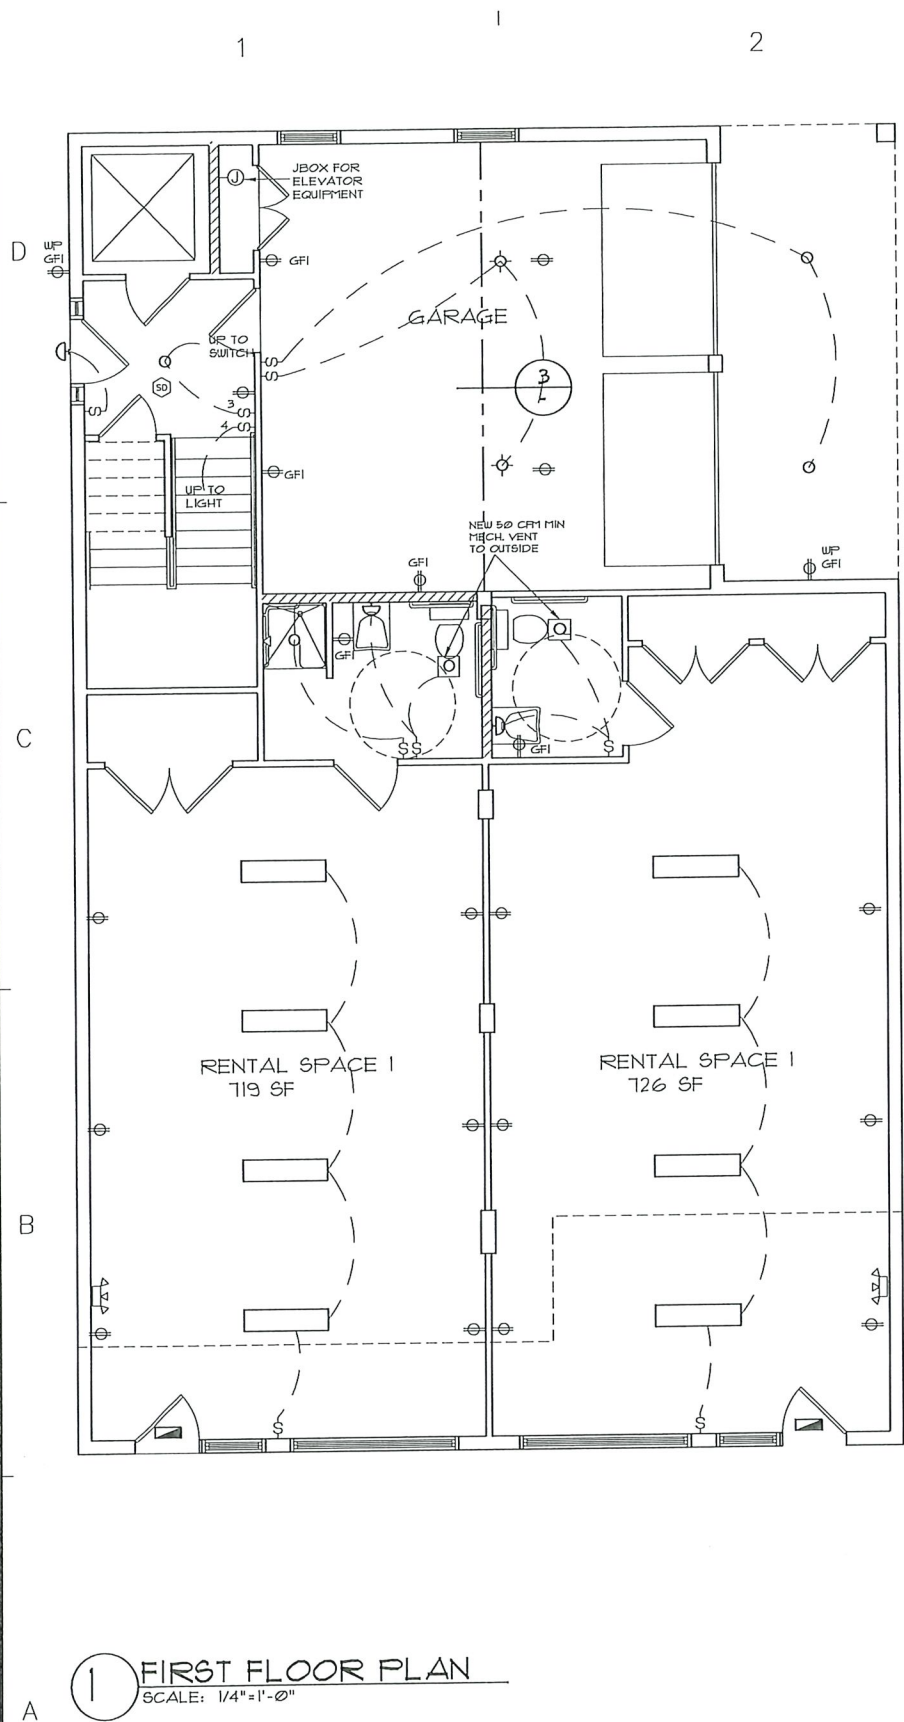 1
2
D
JBOX FOR
ELEVATOR
EQUIPMENT
J
WP
GFI
GFI
GARAGE
UP TO
SWITCH
S
S
SD
3
L
S
3 S
4 S
GFI
UP TO
LIGHT
NEW 50 CFM MIN
MECH. VENT
TO OUTSIDE
GFI
WP
GFI
GFI
C
S S
GFI
S
RENTAL SPACE 1
719 SF
RENTAL SPACE 1
726 SF
B
S
S
1
FIRST FLOOR PLAN
SCALE: 1/4"=1'-0"
A